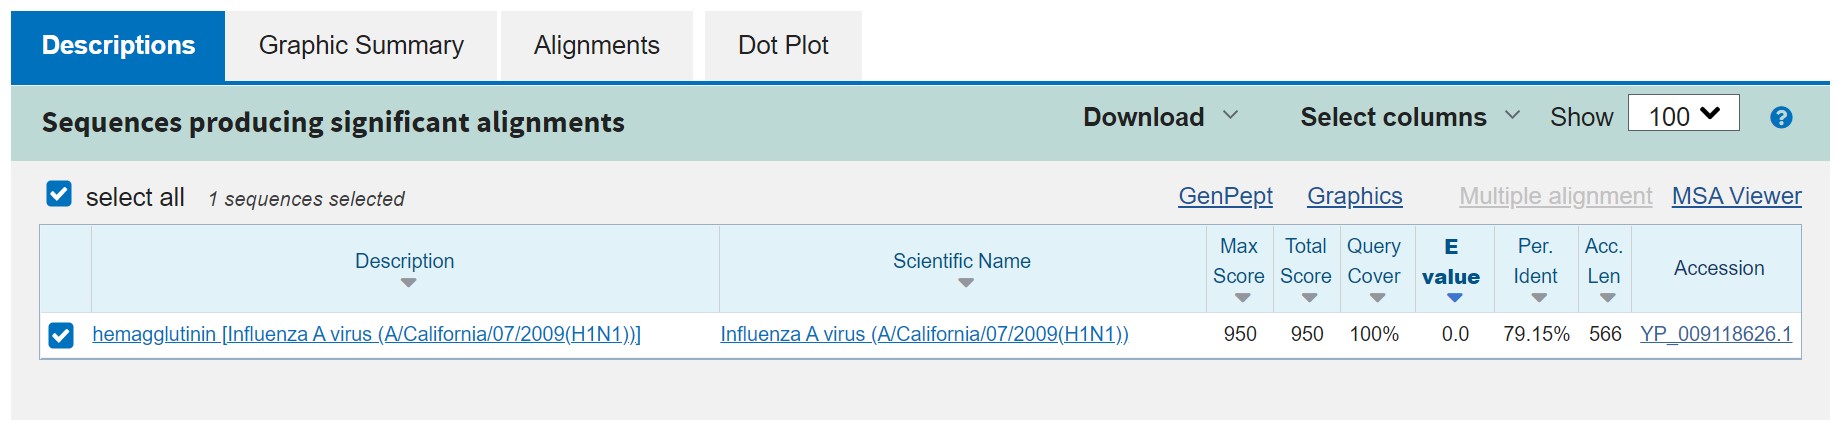 Descriptions Graphic Summary Alignments Dot Plot
Sequences producing significant alignments Download Select columns Show 100 ?
select all 1 sequences selected GenPept Graphics Multiple alignment MSA Viewer
Description Scientific Name Max Score Total Score Query Cover E value Per. Ident Acc. Len Accession
hemagglutinin [Influenza A virus (A/California/07/2009(H1N1))] Influenza A virus (A/California/07/2009(H1N1)) 950 950 100% 0.0 79.15% 566 YP_009118626.1